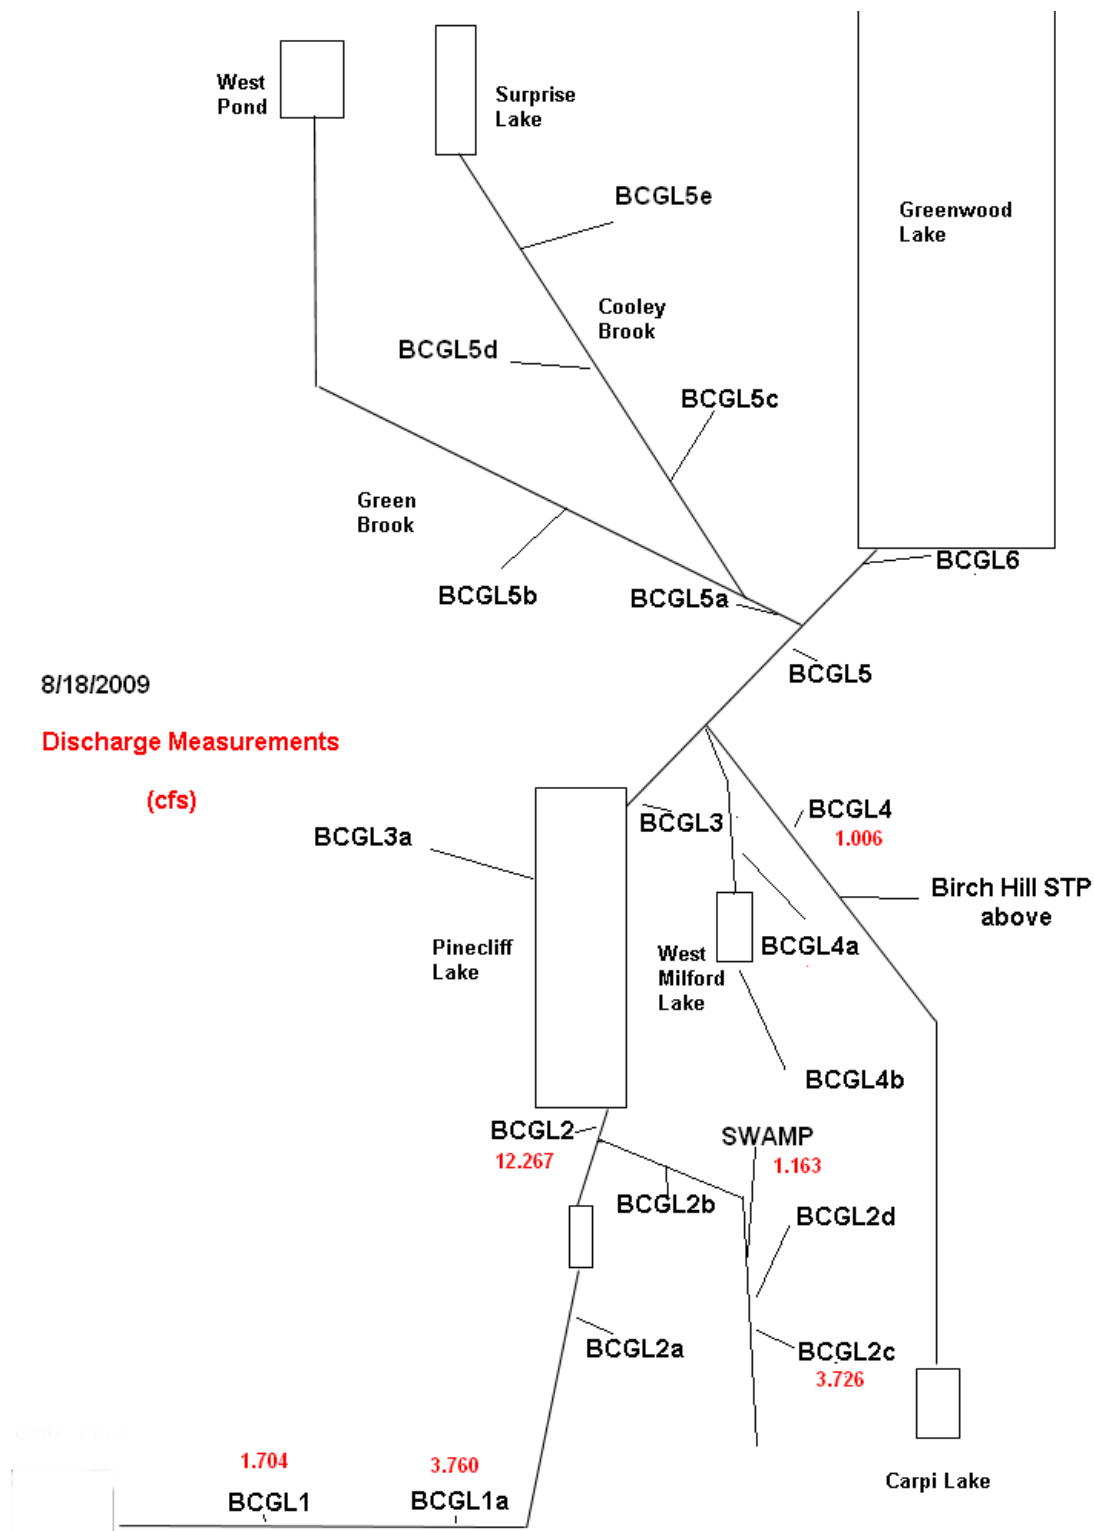 West
Pond
Surprise
Lake
BCGL5e
Greenwood
Lake
Cooley
Brook
BCGL5d
BCGL5c
Green
Brook
BCGL6
BCGL5b
BCGL5a
BCGL5
8/18/2009
Discharge Measurements
(cfs)
BCGL3a
BCGL3
BCGL4
1.006
Birch Hill STP
above
Pinecliff
Lake
West
Milford
Lake
BCGL4a
BCGL4b
BCGL2
12.267
SWAMP
1.163
BCGL2b
BCGL2d
BCGL2a
BCGL2c
3.726
1.704
BCGL1
3.760
BCGL1a
Carpi Lake